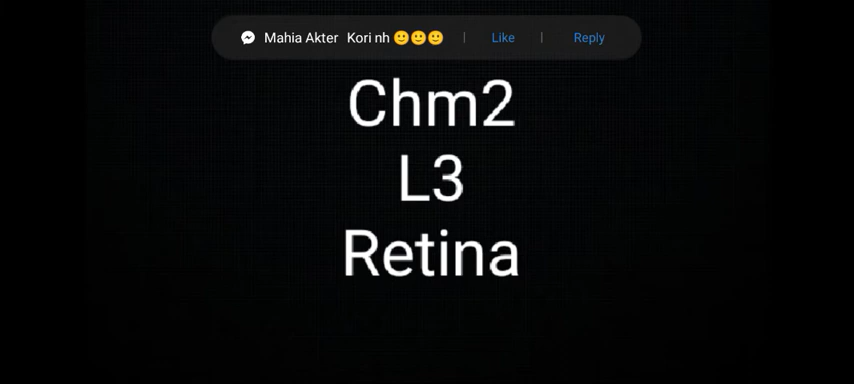 Mahia Akter Kori nh 🙂🙂🙂 | Like | Reply
Chm2
L3
Retina